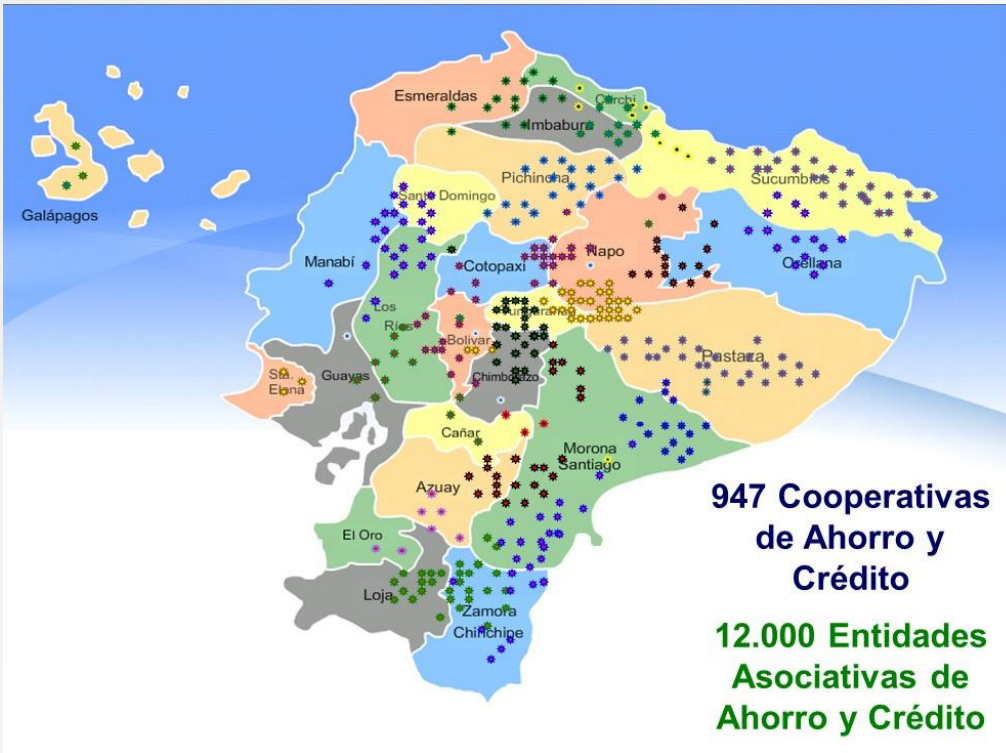 Esmeraldas
Carchi
Imbabura
Pichincha
Sucumbíos
Santo Domingo
Galápagos
Manabí
Cotopaxi
Napo
Orellana
Los
Ríos
Tungurahua
Bolívar
Pastaza
Sta.
Elena
Guayas
Chimborazo
Cañar
Morona
Santiago
Azuay
El Oro
Loja
Zamora
Chinchipe
947 Cooperativas
de Ahorro y
Crédito
12.000 Entidades
Asociativas de
Ahorro y Crédito